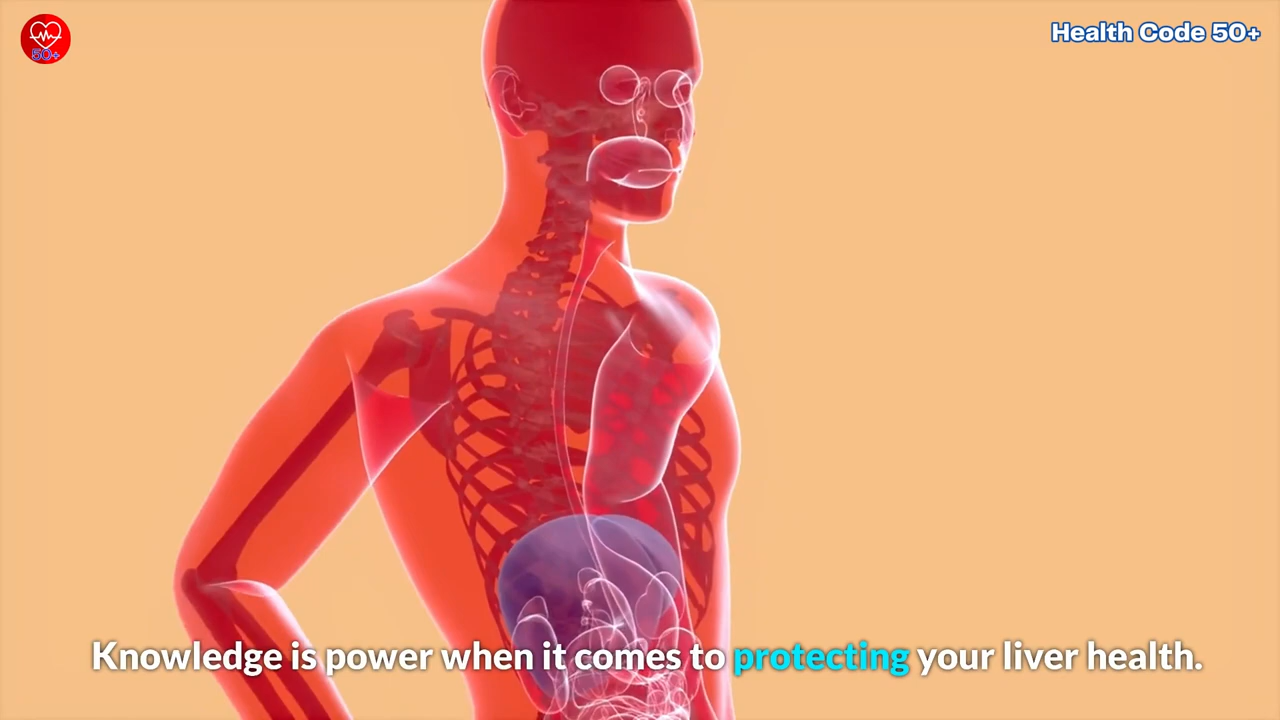 50+
Health Code 50+
Knowledge is power when it comes to protecting your liver health.